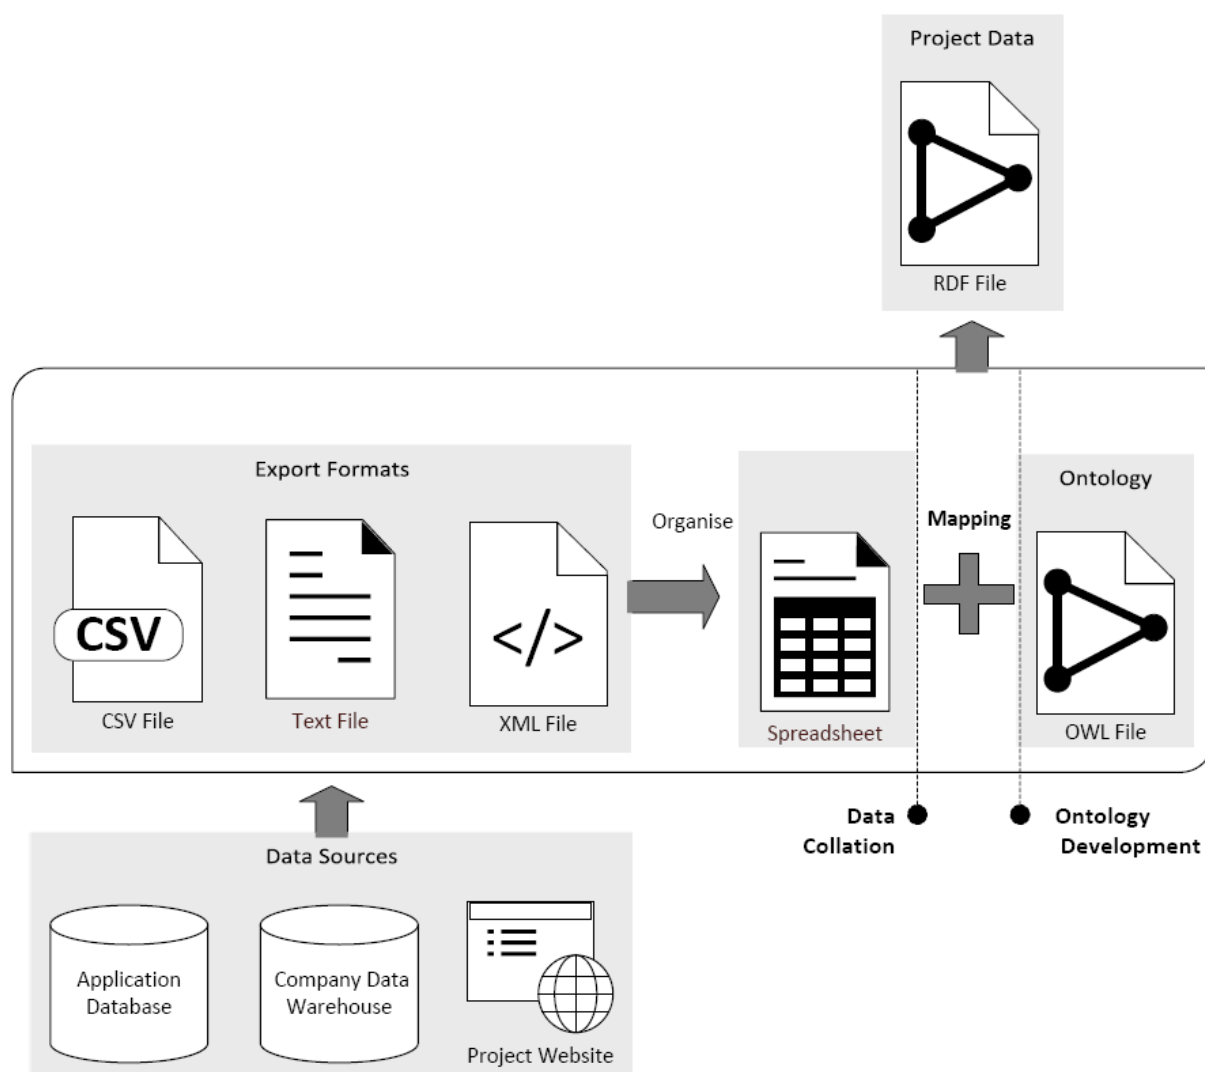 Project Data
RDF File
Export Formats
CSV
CSV File
Text File
</>
XML File
Organise
Spreadsheet
Mapping
Ontology
OWL File
Data
Collation
Ontology
Development
Data Sources
Application
Database
Company Data
Warehouse
Project Website